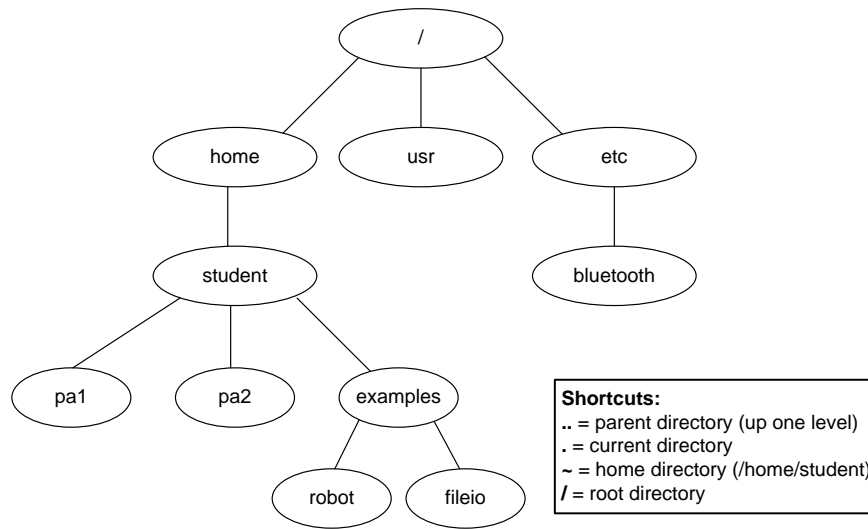 /
home
usr
etc
student
bluetooth
pa1
pa2
examples
Shortcuts:
.. = parent directory (up one level)
. = current directory
~ = home directory (/home/student)
/ = root directory
robot
fileio